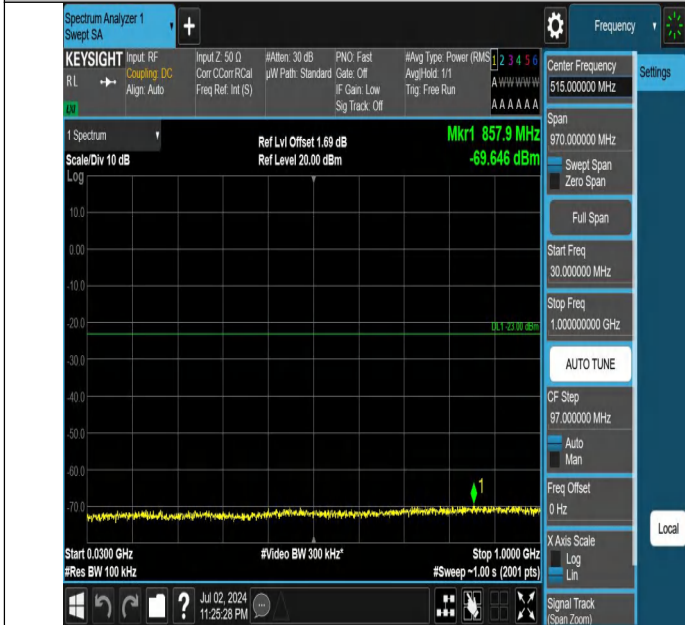 Spectrum Analyzer 1
Swept SA
+
Frequency
KEYSIGHT
RL
Input: RF
Coupling: DC
Align: Auto
Input Z: 50 Ω
Corr CCorr RCal
Freq Ref: Int (S)
#Atten: 30 dB
µW Path: Standard
PNO: Fast
Gate: Off
IF Gain: Low
Sig Track: Off
#Avg Type: Power (RMS
Avg|Hold: 1/1
Trig: Free Run
1 2 3 4 5 6
A W W W W W
A A A A A A
1 Spectrum
Scale/Div 10 dB
Log
Ref Lvl Offset 1.69 dB
Ref Level 20.00 dBm
Mkr1 857.9 MHz
-69.646 dBm
10.0
0.00
-10.0
-20.0
DL1 -23.00 dBm
-30.0
-40.0
-50.0
-60.0
-70.0
1
Start 0.0300 GHz
#Res BW 100 kHz
#Video BW 300 kHz*
Stop 1.0000 GHz
#Sweep ~1.00 s (2001 pts)
Jul 02, 2024
11:25:28 PM
?
Center Frequency
515.000000 MHz
Settings
Span
970.000000 MHz
Swept Span
Zero Span
Full Span
Start Freq
30.000000 MHz
Stop Freq
1.000000000 GHz
AUTO TUNE
CF Step
97.000000 MHz
Auto
Man
Freq Offset
0 Hz
X Axis Scale
Log
Lin
Local
Signal Track
(Span Zoom)